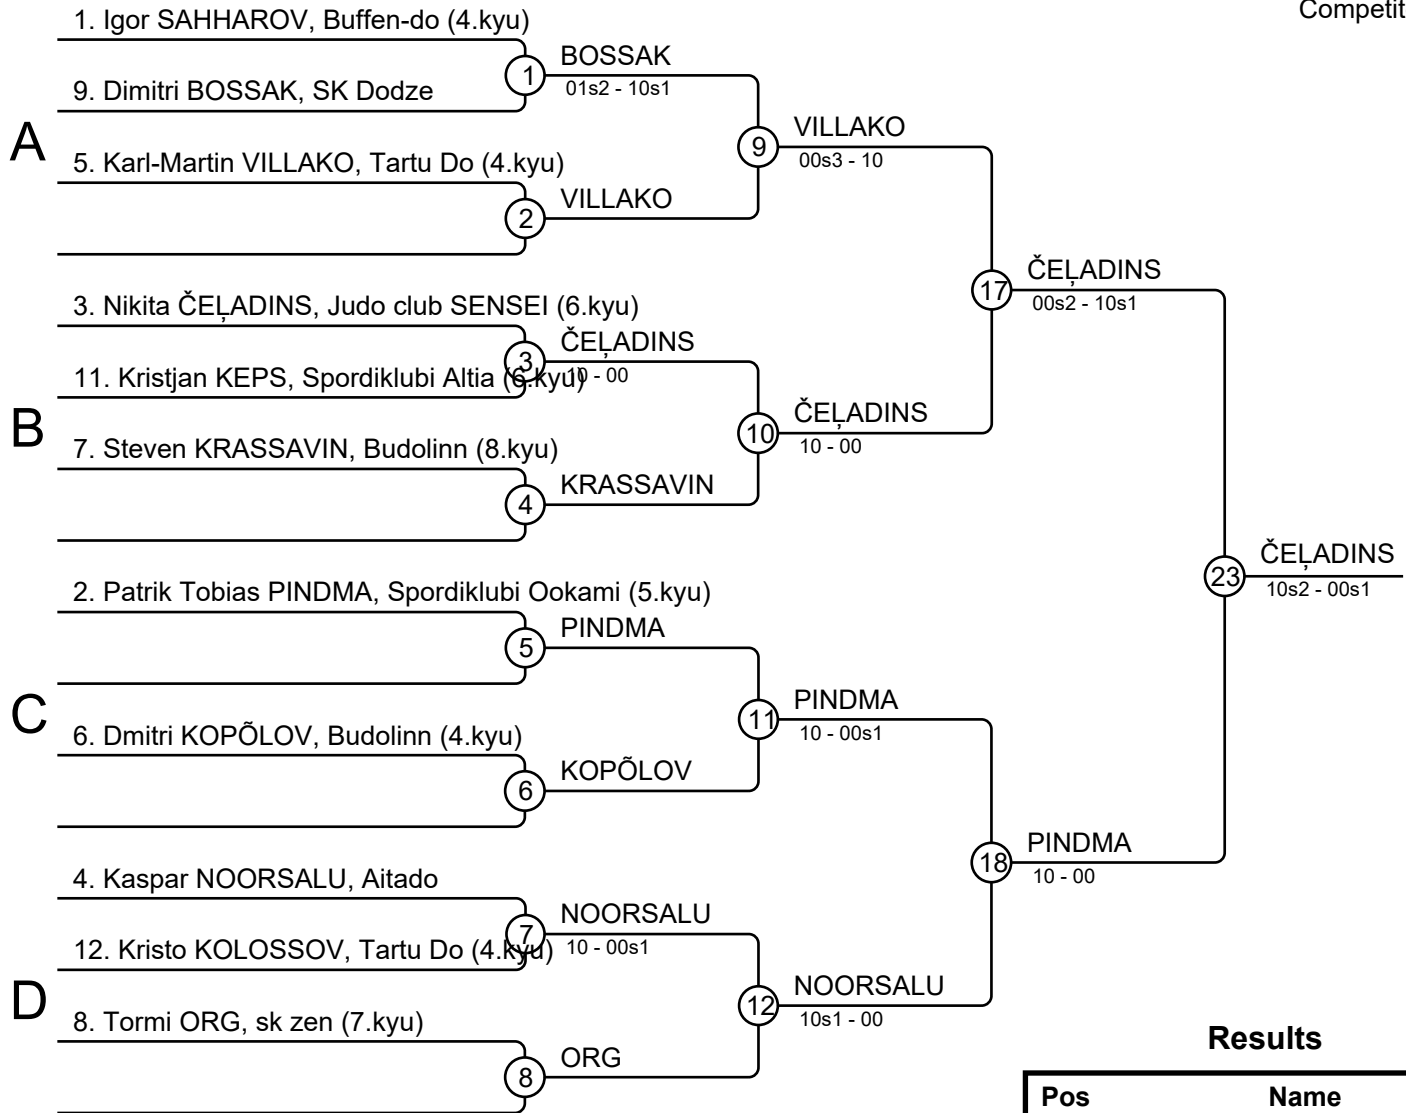 Competit
1. Igor SAHHAROV, Buffen-do (4.kyu)
1
BOSSAK
01s2 - 10s1
9. Dimitri BOSSAK, SK Dodze
A
9
VILLAKO
00s3 - 10
5. Karl-Martin VILLAKO, Tartu Do (4.kyu)
2
VILLAKO
17
ČEĻADINS
00s2 - 10s1
3. Nikita ČEĻADINS, Judo club SENSEI (6.kyu)
3
ČEĻADINS
10 - 00
11. Kristjan KEPS, Spordiklubi Altia (6.kyu)
B
10
ČEĻADINS
10 - 00
7. Steven KRASSAVIN, Budolinn (8.kyu)
4
KRASSAVIN
23
ČEĻADINS
10s2 - 00s1
2. Patrik Tobias PINDMA, Spordiklubi Ookami (5.kyu)
5
PINDMA
C
11
PINDMA
10 - 00s1
6. Dmitri KOPÕLOV, Budolinn (4.kyu)
6
KOPÕLOV
18
PINDMA
10 - 00
4. Kaspar NOORSALU, Aitado
7
NOORSALU
10 - 00s1
12. Kristo KOLOSSOV, Tartu Do (4.kyu)
D
12
NOORSALU
10s1 - 00
8. Tormi ORG, sk zen (7.kyu)
8
ORG
Results
Pos Name